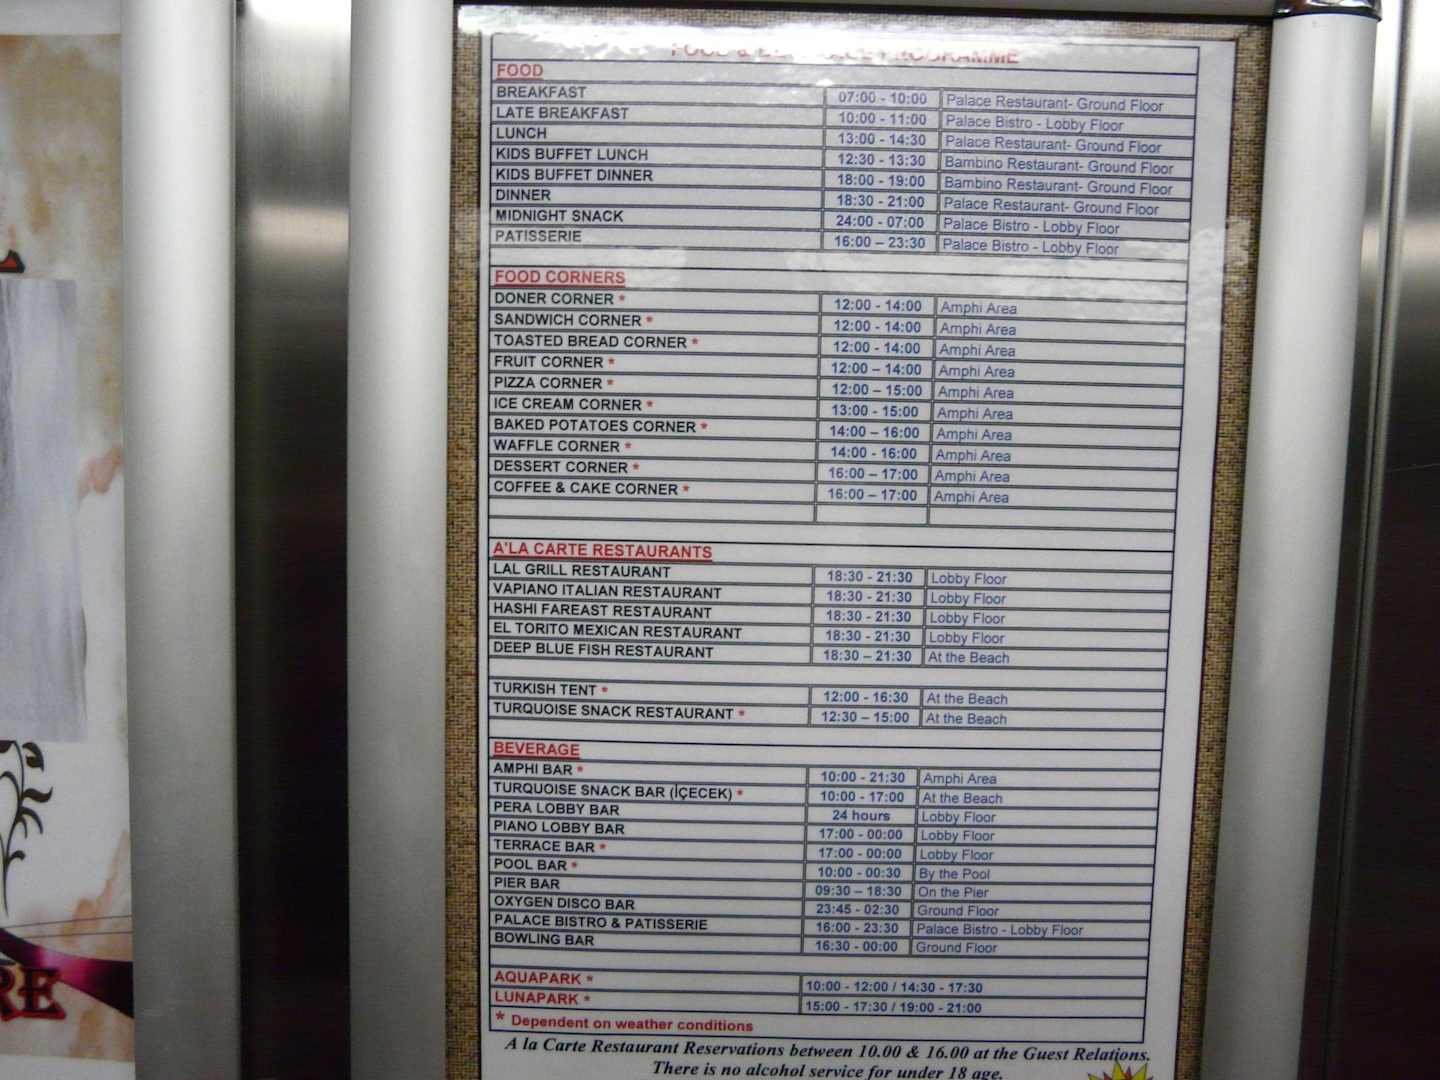 FOOD & BEVERAGE PROGRAMME
FOOD
BREAKFAST 07:00 - 10:00 Palace Restaurant- Ground Floor
LATE BREAKFAST 10:00 - 11:00 Palace Bistro - Lobby Floor
LUNCH 13:00 - 14:30 Palace Restaurant- Ground Floor
KIDS BUFFET LUNCH 12:30 - 13:30 Bambino Restaurant- Ground Floor
KIDS BUFFET DINNER 18:00 - 19:00 Bambino Restaurant- Ground Floor
DINNER 18:30 - 21:00 Palace Restaurant- Ground Floor
MIDNIGHT SNACK 24:00 - 07:00 Palace Bistro - Lobby Floor
PATISSERIE 16:00 – 23:30 Palace Bistro - Lobby Floor
FOOD CORNERS
DONER CORNER * 12:00 - 14:00 Amphi Area
SANDWICH CORNER * 12:00 - 14:00 Amphi Area
TOASTED BREAD CORNER * 12:00 - 14:00 Amphi Area
FRUIT CORNER * 12:00 – 14:00 Amphi Area
PIZZA CORNER * 12:00 – 15:00 Amphi Area
ICE CREAM CORNER * 13:00 - 15:00 Amphi Area
BAKED POTATOES CORNER * 14:00 – 16:00 Amphi Area
WAFFLE CORNER * 14:00 - 16:00 Amphi Area
DESSERT CORNER * 16:00 – 17:00 Amphi Area
COFFEE & CAKE CORNER * 16:00 – 17:00 Amphi Area
A'LA CARTE RESTAURANTS
LAL GRILL RESTAURANT 18:30 - 21:30 Lobby Floor
VAPIANO ITALIAN RESTAURANT 18:30 - 21:30 Lobby Floor
HASHI FAREAST RESTAURANT 18:30 - 21:30 Lobby Floor
EL TORITO MEXICAN RESTAURANT 18:30 - 21:30 Lobby Floor
DEEP BLUE FISH RESTAURANT 18:30 – 21:30 At the Beach
TURKISH TENT * 12:00 - 16:30 At the Beach
TURQUOISE SNACK RESTAURANT * 12:30 – 15:00 At the Beach
BEVERAGE
AMPHI BAR * 10:00 - 21:30 Amphi Area
TURQUOISE SNACK BAR (İÇECEK) * 10:00 - 17:00 At the Beach
PERA LOBBY BAR 24 hours Lobby Floor
PIANO LOBBY BAR 17:00 - 00:00 Lobby Floor
TERRACE BAR * 17:00 - 00:00 Lobby Floor
POOL BAR * 10:00 - 00:30 By the Pool
PIER BAR 09:30 – 18:30 On the Pier
OXYGEN DISCO BAR 23:45 - 02:30 Ground Floor
PALACE BISTRO & PATISSERIE 16:00 - 23:30 Palace Bistro - Lobby Floor
BOWLING BAR 16:30 - 00:00 Ground Floor
AQUAPARK * 10:00 - 12:00 / 14:30 - 17:30
LUNAPARK * 15:00 - 17:30 / 19:00 - 21:00
* Dependent on weather conditions
A la Carte Restaurant Reservations between 10.00 & 16.00 at the Guest Relations.
There is no alcohol service for under 18 age.
RE